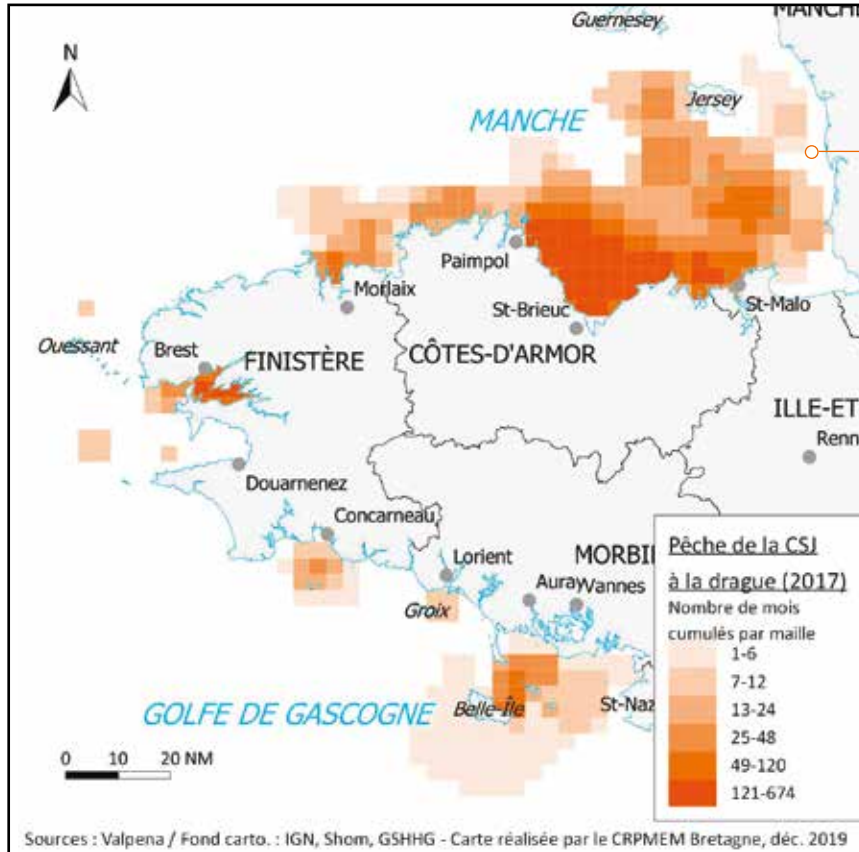 MANCHE
Guernesey
N
Jersey
MANCHE
Paimpol
Morlaix
St-Malo
St-Brieuc
Ouessant
Brest
FINISTÈRE
CÔTES-D'ARMOR
ILLE-ET
Renn
Douarnenez
Concarneau
Lorient
MORBI
Auray
Vannes
Groix
GOLFE DE GASCOGNE
Belle-Île
St-Naz
0 10 20 NM
Pêche de la CSJ
à la drague (2017)
Nombre de mois
cumulés par maille
1-6
7-12
13-24
25-48
49-120
121-674
Sources : Valpena / Fond carto. : IGN, Shom, GSHHG - Carte réalisée par le CRPMEM Bretagne, déc. 2019